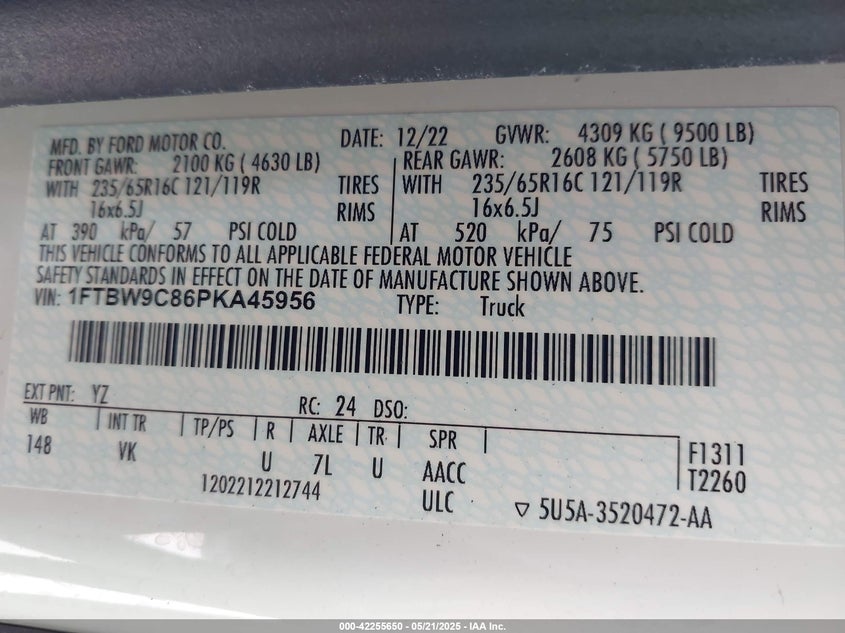 MFD. BY FORD MOTOR CO. DATE: 12/22 GVWR: 4309 KG ( 9500 LB)
FRONT GAWR: 2100 KG ( 4630 LB) REAR GAWR: 2608 KG ( 5750 LB)
WITH 235/65R16C 121/119R TIRES WITH 235/65R16C 121/119R TIRES
16x6.5J RIMS 16x6.5J RIMS
AT 390 kPa/ 57 PSI COLD AT 520 kPa/ 75 PSI COLD
THIS VEHICLE CONFORMS TO ALL APPLICABLE FEDERAL MOTOR VEHICLE
SAFETY STANDARDS IN EFFECT ON THE DATE OF MANUFACTURE SHOWN ABOVE.
VIN: 1FTBW9C86PKA45956 TYPE: Truck
EXT PNT: YZ RC: 24 DSO:
WB INT TR TP/PS R AXLE TR SPR F1311
148 VK U 7L U AACC T2260
1202212212744 ULC ▽ 5U5A-3520472-AA
000-42255650 - 05/21/2025 - IAA Inc.